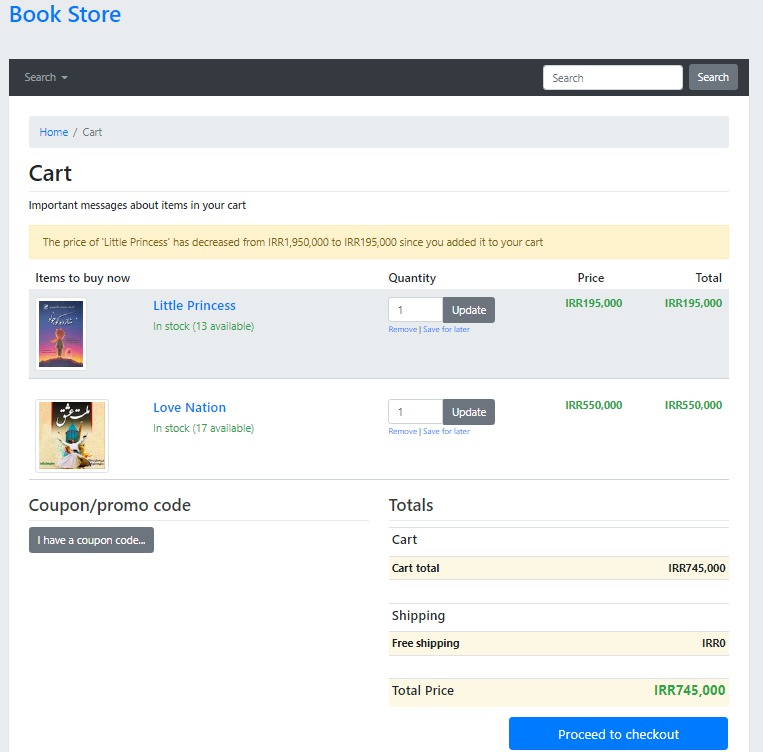 Book Store
Search
Search
Search
Home / Cart
Cart
Important messages about items in your cart
The price of 'Little Princess' has decreased from IRR1,950,000 to IRR195,000 since you added it to your cart
Items to buy now Quantity Price Total
Little Princess 1 Update IRR195,000 IRR195,000
In stock (13 available) Remove | Save for later
Love Nation 1 Update IRR550,000 IRR550,000
ملت عشق
In stock (17 available) Remove | Save for later
Coupon/promo code
I have a coupon code...
Totals
Cart
Cart total IRR745,000
Shipping
Free shipping IRR0
Total Price IRR745,000
Proceed to checkout